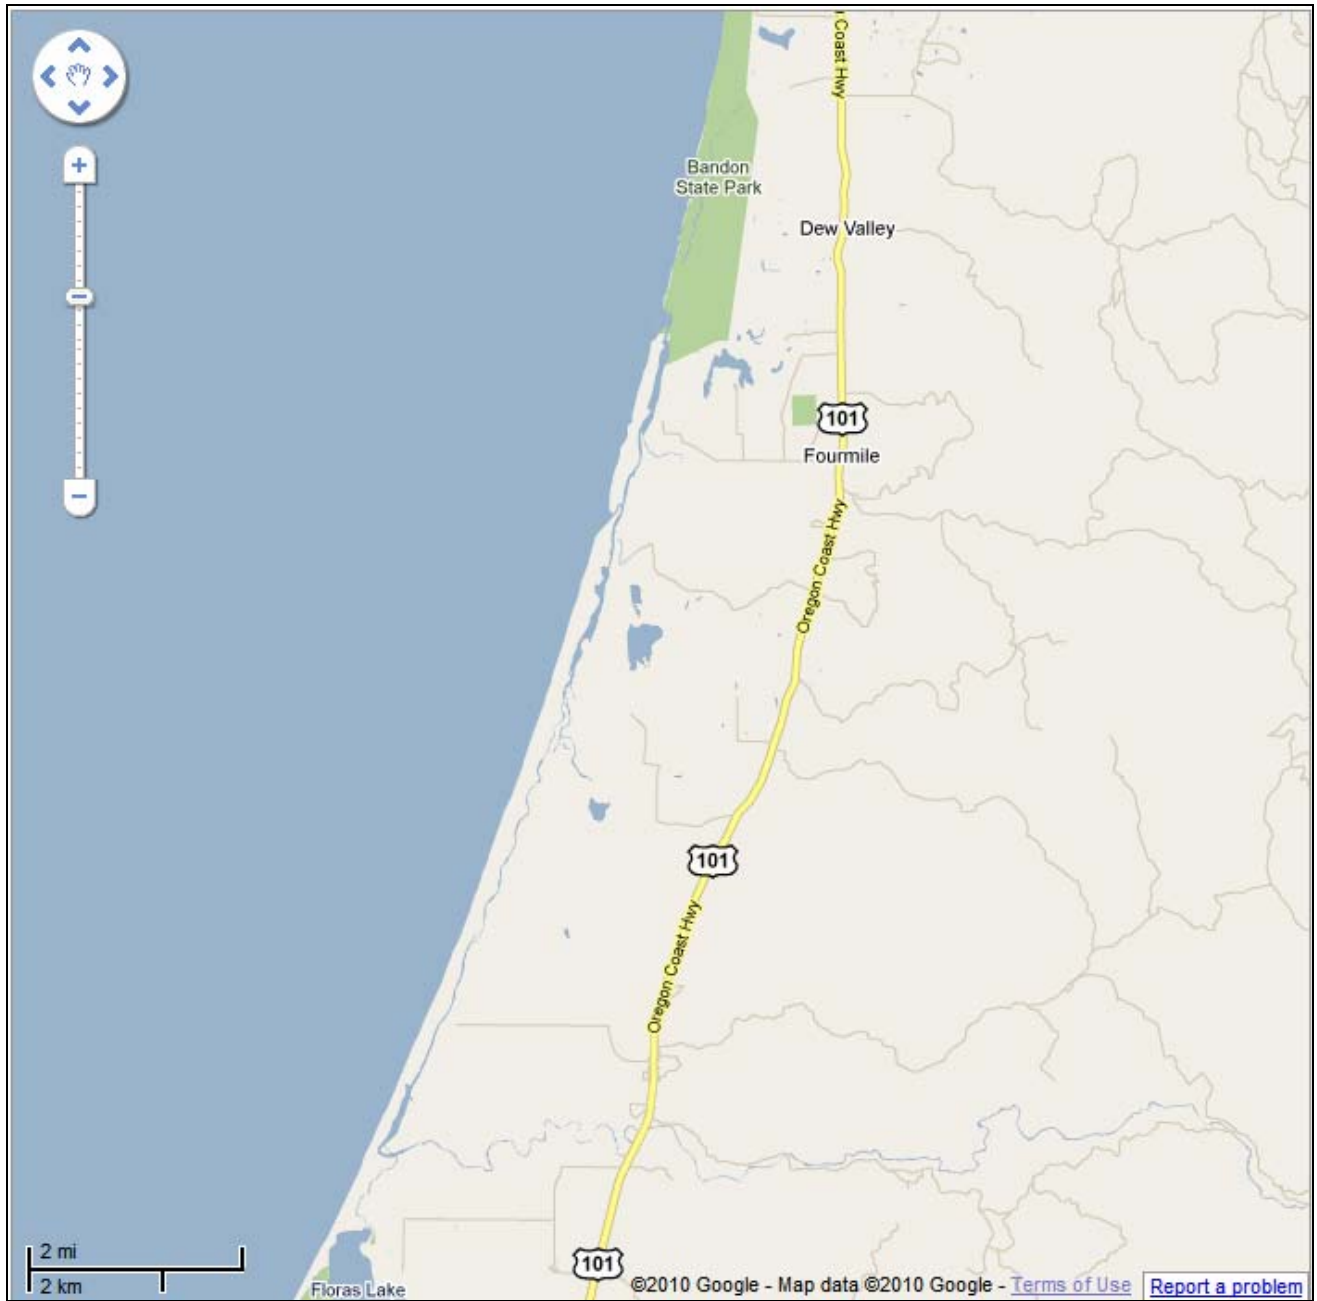 Coast Hwy
Bandon
State Park
Dew Valley
101
Fourmile
Oregon Coast Hwy
101
Oregon Coast Hwy
101
2 mi
2 km
Floras Lake
©2010 Google - Map data ©2010 Google - Terms of Use
Report a problem